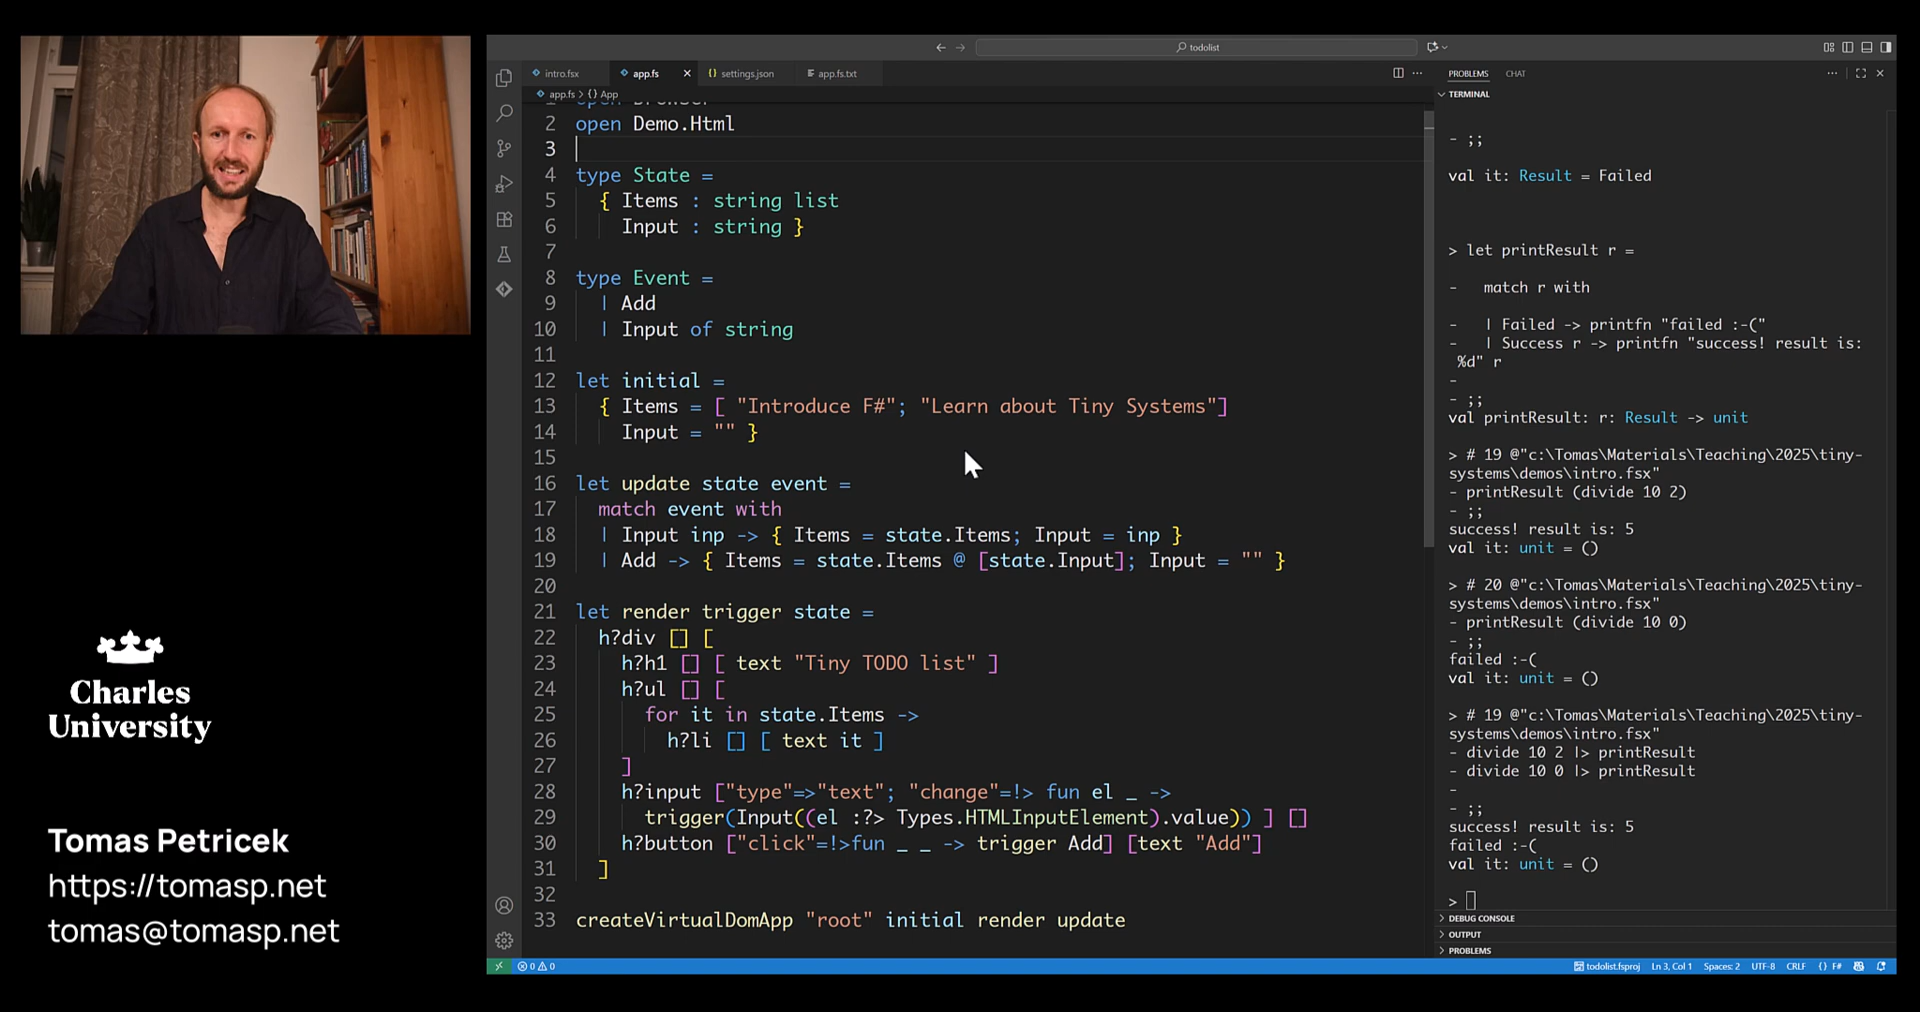 todolist
intro.fsx
app.fs
settings.json
app.fs.txt
app.fs > {} App
1 open Browser
2 open Demo.Html
3
4 type State =
5 { Items : string list
6 Input : string }
7
8 type Event =
9 | Add
10 | Input of string
11
12 let initial =
13 { Items = [ "Introduce F#"; "Learn about Tiny Systems"]
14 Input = "" }
15
16 let update state event =
17 match event with
18 | Input inp -> { Items = state.Items; Input = inp }
19 | Add -> { Items = state.Items @ [state.Input]; Input = "" }
20
21 let render trigger state =
22 h?div [] [
23 h?h1 [] [ text "Tiny TODO list" ]
24 h?ul [] [
25 for it in state.Items ->
26 h?li [] [ text it ]
27 ]
28 h?input ["type"=>"text"; "change"=!> fun el _ ->
29 trigger(Input((el :?> Types.HTMLInputElement).value)) ] []
30 h?button ["click"=!>fun _ _ -> trigger Add] [text "Add"]
31 ]
32
33 createVirtualDomApp "root" initial render update
PROBLEMS
CHAT
TERMINAL
- ;;
val it: Result = Failed
> let printResult r =
- match r with
- | Failed -> printfn "failed :-("
- | Success r -> printfn "success! result is:
%d" r
-
- ;;
val printResult: r: Result -> unit
> # 19 @"c:\Tomas\Materials\Teaching\2025\tiny-
systems\demos\intro.fsx"
- printResult (divide 10 2)
- ;;
success! result is: 5
val it: unit = ()
> # 20 @"c:\Tomas\Materials\Teaching\2025\tiny-
systems\demos\intro.fsx"
- printResult (divide 10 0)
- ;;
failed :-(
val it: unit = ()
> # 19 @"c:\Tomas\Materials\Teaching\2025\tiny-
systems\demos\intro.fsx"
- divide 10 2 |> printResult
- divide 10 0 |> printResult
-
- ;;
success! result is: 5
failed :-(
val it: unit = ()
>
DEBUG CONSOLE
OUTPUT
PROBLEMS
0 0
todolist.fsproj
Ln 3, Col 1
Spaces: 2
UTF-8
CRLF
{} F#
Charles
University
Tomas Petricek
https://tomasp.net
tomas@tomasp.net